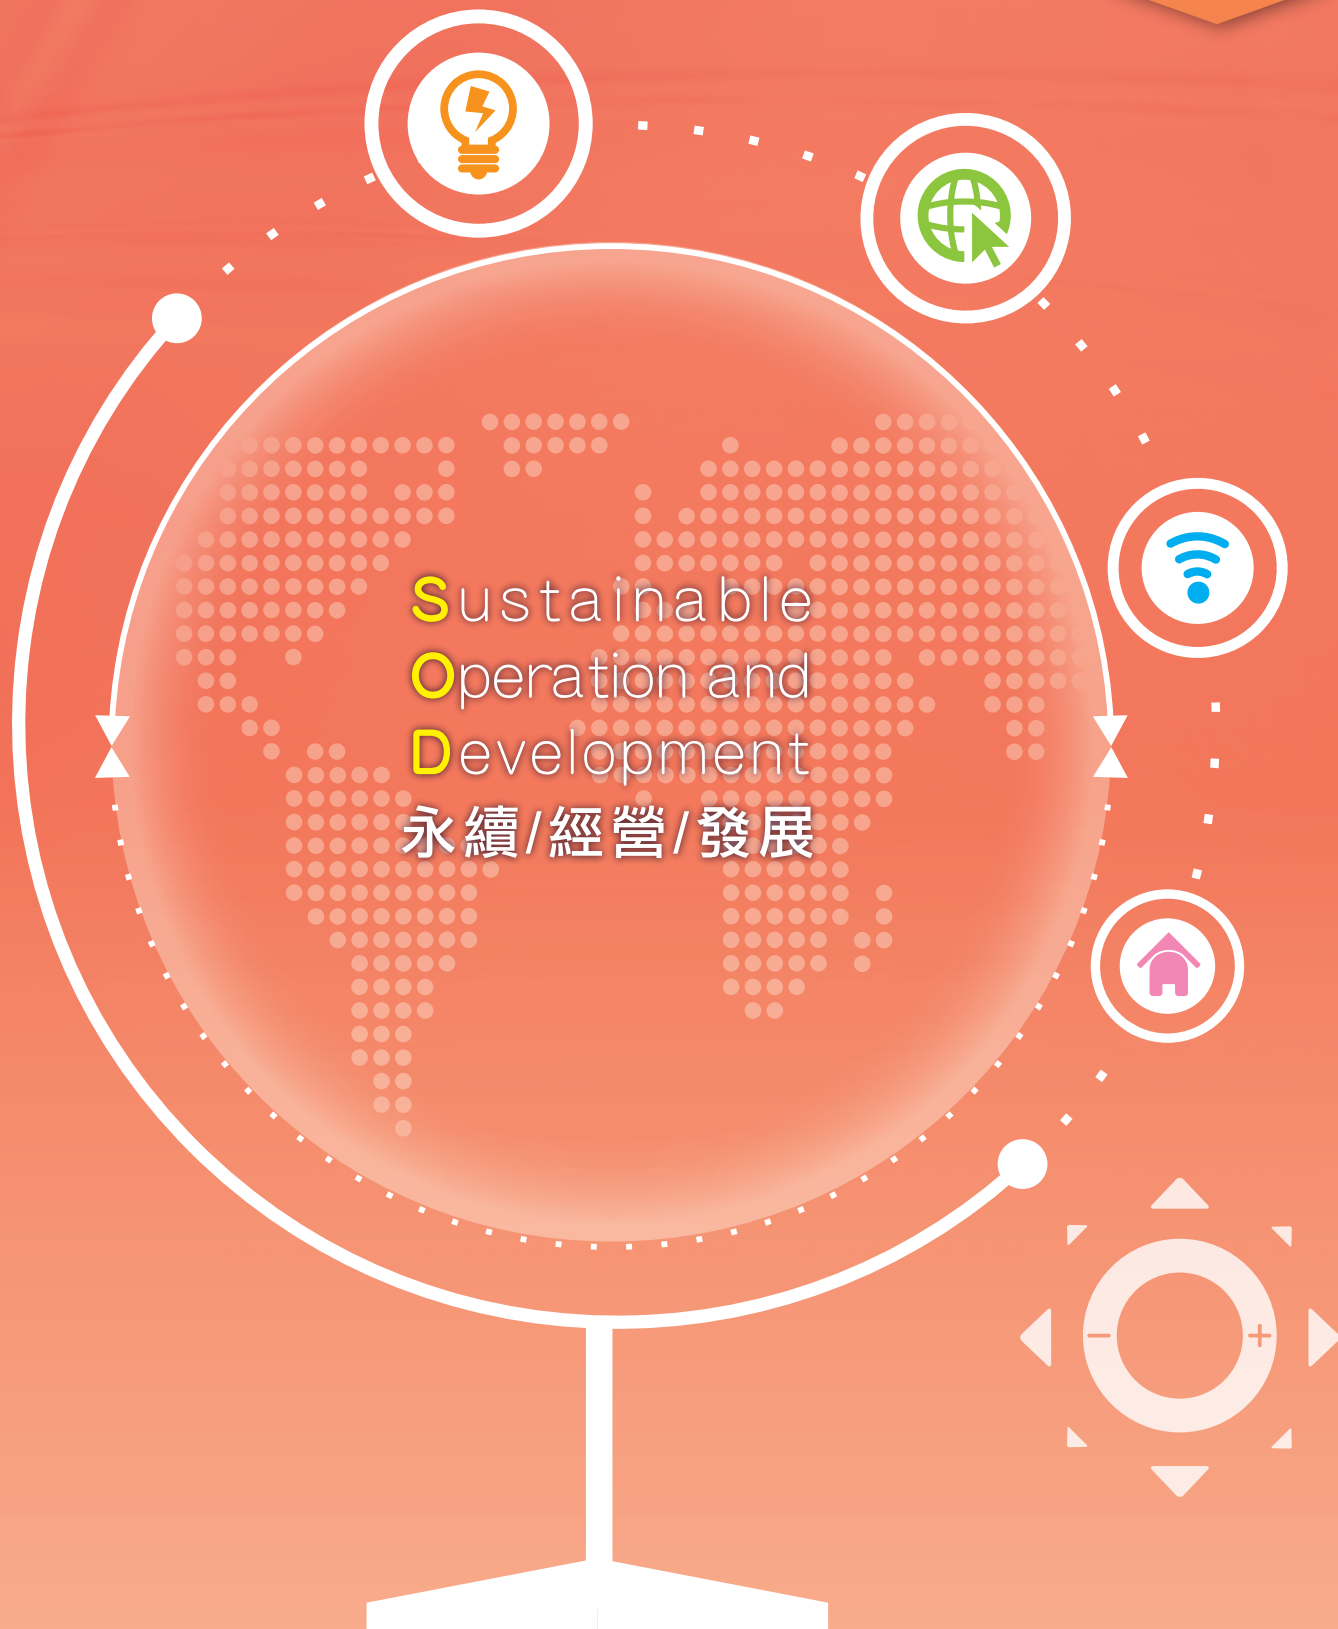 Sustainable
Operation and
Development
永續/經營/發展